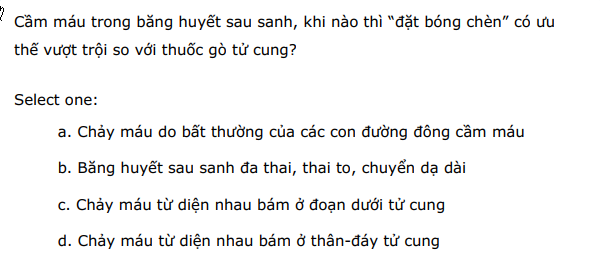 Cầm máu trong băng huyết sau sanh, khi nào thì “đặt bóng chèn” có ưu
thế vượt trội so với thuốc gò tử cung?
Select one:
a. Chảy máu do bất thường của các con đường đông cầm máu
b. Băng huyết sau sanh đa thai, thai to, chuyển dạ dài
c. Chảy máu từ diện nhau bám ở đoạn dưới tử cung
d. Chảy máu từ diện nhau bám ở thân-đáy tử cung